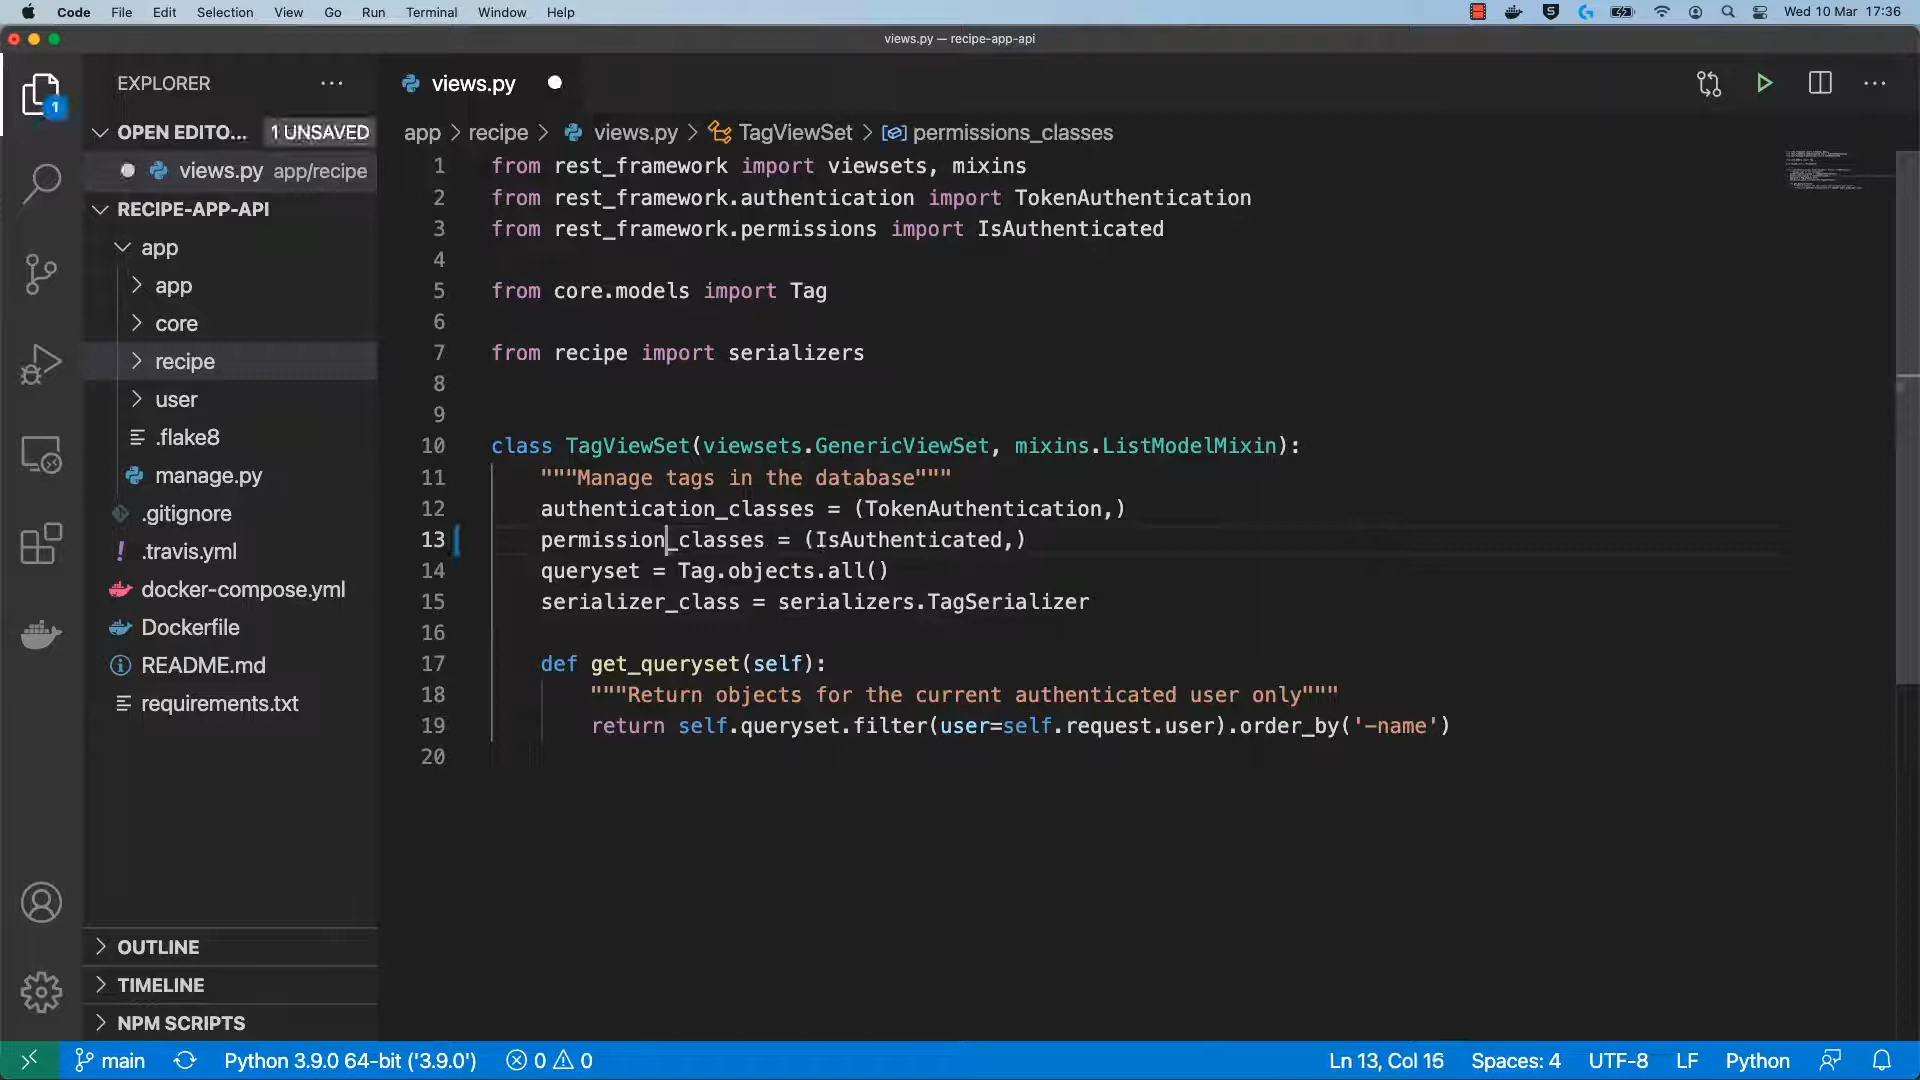 Code File Edit Selection View Go Run Terminal Window Help Wed 10 Mar 17:36
views.py — recipe-app-api
EXPLORER
1
OPEN EDITO... 1 UNSAVED
views.py app/recipe
RECIPE-APP-API
app
app
core
recipe
user
.flake8
manage.py
.gitignore
.travis.yml
docker-compose.yml
Dockerfile
README.md
requirements.txt
OUTLINE
TIMELINE
NPM SCRIPTS
views.py
app > recipe > views.py > TagViewSet > permissions_classes
1 from rest_framework import viewsets, mixins
2 from rest_framework.authentication import TokenAuthentication
3 from rest_framework.permissions import IsAuthenticated
4
5 from core.models import Tag
6
7 from recipe import serializers
8
9
10 class TagViewSet(viewsets.GenericViewSet, mixins.ListModelMixin):
11 """Manage tags in the database"""
12 authentication_classes = (TokenAuthentication,)
13 permission_classes = (IsAuthenticated,)
14 queryset = Tag.objects.all()
15 serializer_class = serializers.TagSerializer
16
17 def get_queryset(self):
18 """Return objects for the current authenticated user only"""
19 return self.queryset.filter(user=self.request.user).order_by('-name')
20
main Python 3.9.0 64-bit ('3.9.0') 0 0 Ln 13, Col 16 Spaces: 4 UTF-8 LF Python